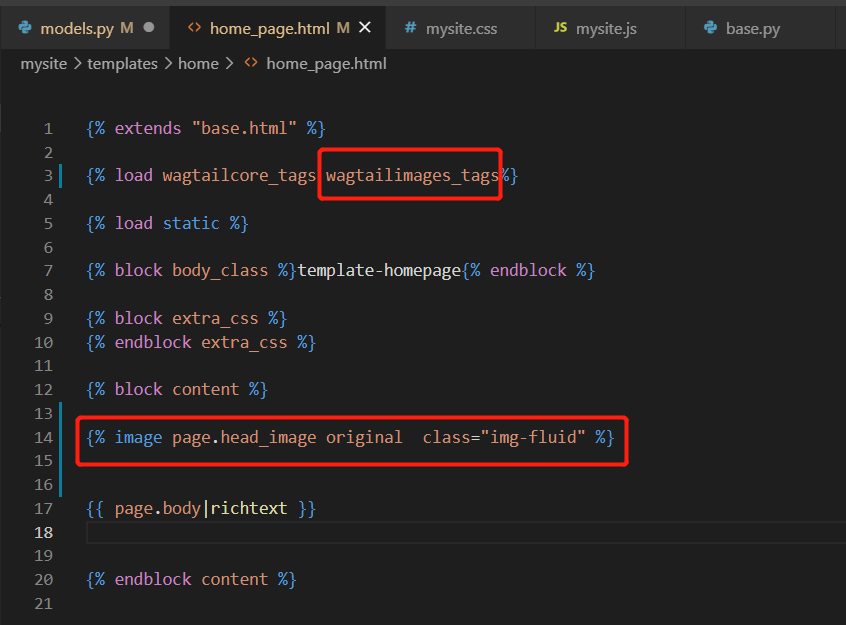 models.py M
home_page.html M
# mysite.css
JS mysite.js
base.py
mysite > templates > home > <> home_page.html
1 {% extends "base.html" %}
2
3 {% load wagtailcore_tags wagtailimages_tags%}
4
5 {% load static %}
6
7 {% block body_class %}template-homepage{% endblock %}
8
9 {% block extra_css %}
10 {% endblock extra_css %}
11
12 {% block content %}
13
14 {% image page.head_image original  class="img-fluid" %}
15
16
17 {{ page.body|richtext }}
18
19
20 {% endblock content %}
21